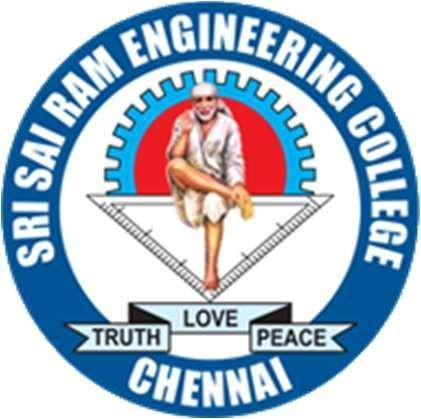 SRI SAI RAM ENGINEERING COLLEGE
TRUTH LOVE PEACE
CHENNAI